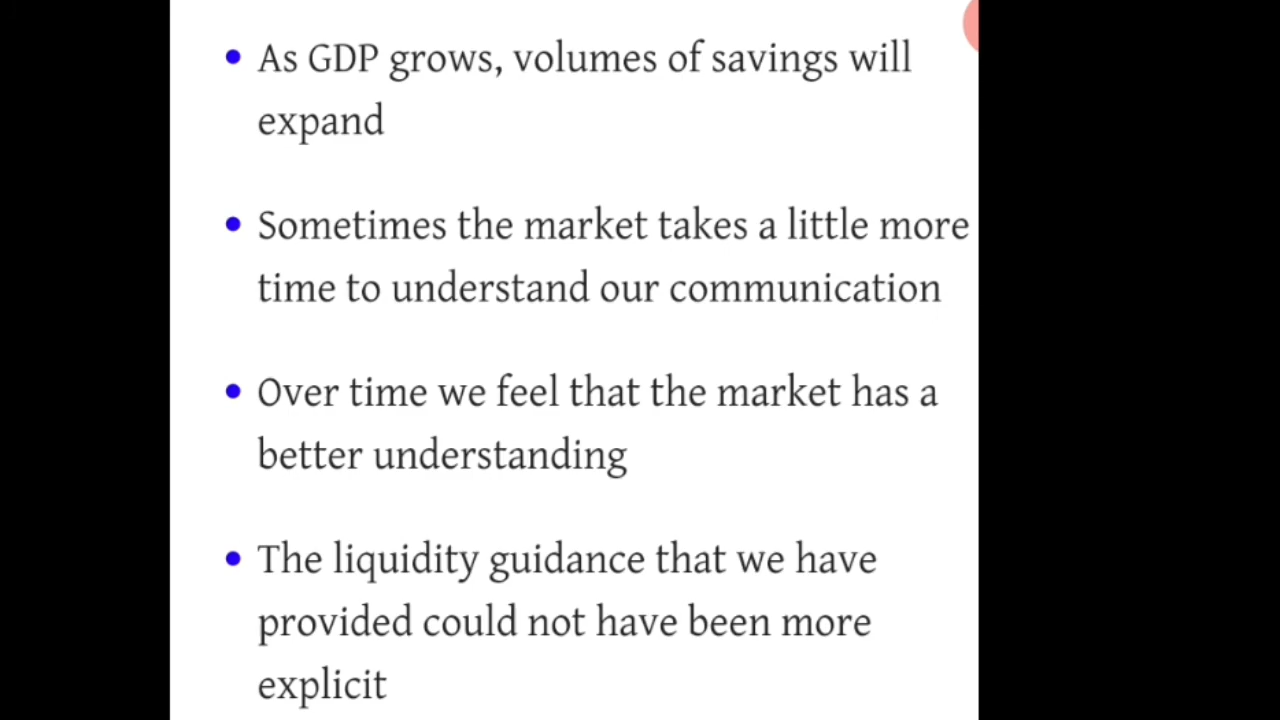 As GDP grows, volumes of savings will
expand
Sometimes the market takes a little more
time to understand our communication
Over time we feel that the market has a
better understanding
The liquidity guidance that we have
provided could not have been more
explicit